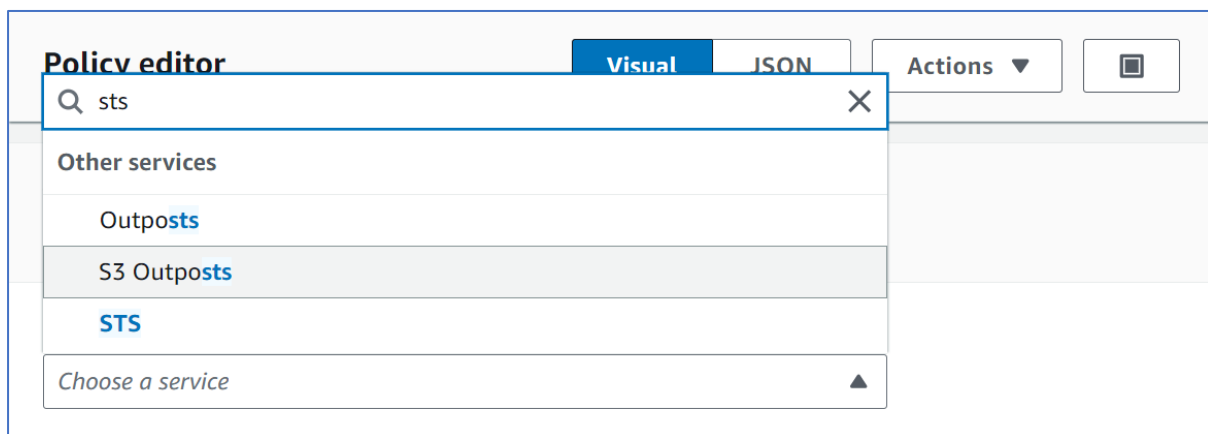 Policy editor Visual JSON Actions
sts
Other services
Outposts
S3 Outposts
STS
Choose a service